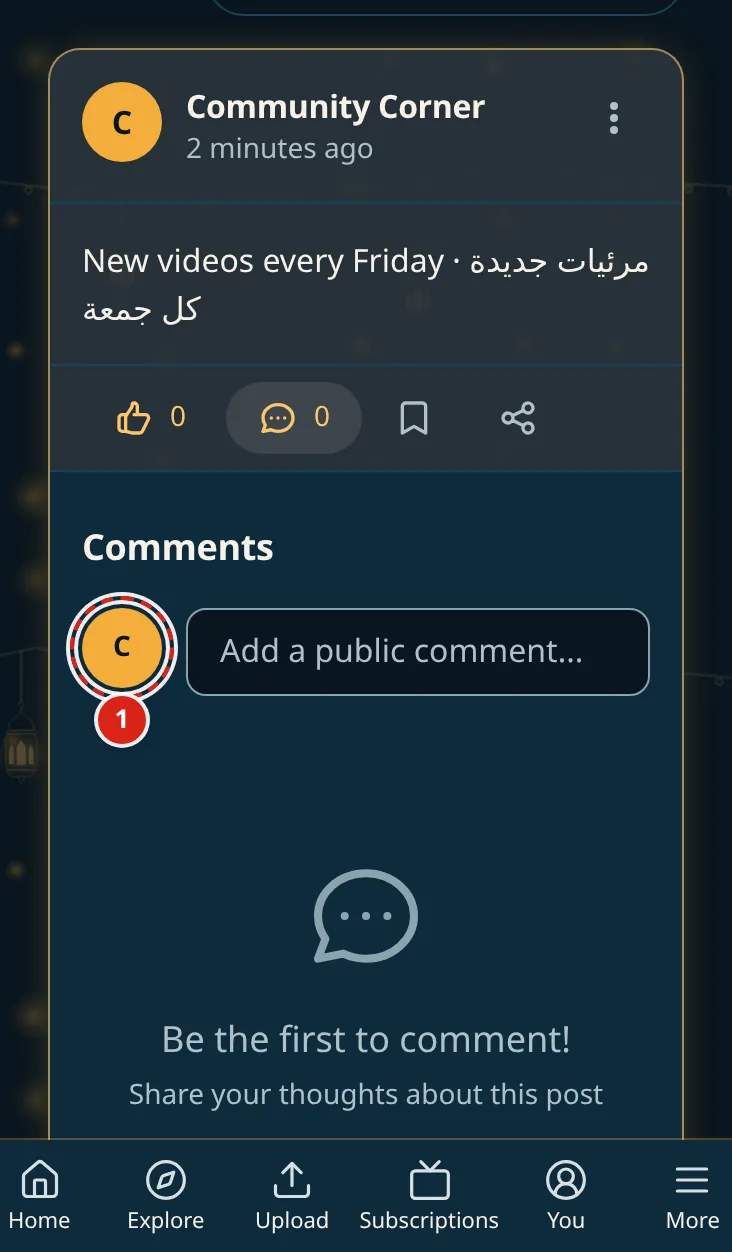 C
Community Corner
2 minutes ago
New videos every Friday · مرئيات جديدة
كل جمعة
0
0
Comments
C
Add a public comment...
1
Be the first to comment!
Share your thoughts about this post
Home
Explore
Upload
Subscriptions
You
More